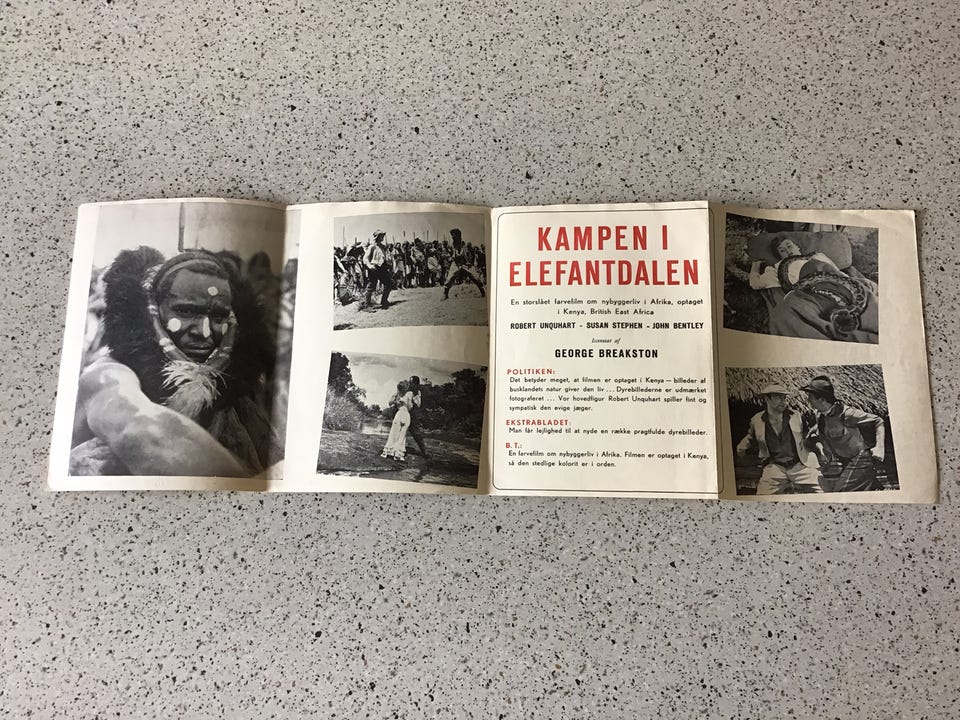 KAMPEN I
ELEFANTDALEN
En storslået farvefilm om nybyggerliv i Afrika, optaget
i Kenya, British East Africa
ROBERT UNQUHART - SUSAN STEPHEN - JOHN BENTLEY
Iscenesat af
GEORGE BREAKSTON
POLITIKEN:
Det betyder meget, at filmen er optaget i Kenya — billeder af
busklandets natur giver den liv ... Dyrebillederne er udmærket
fotograferet ... Vor hovedfigur Robert Unquhart spiller fint og
sympatisk den evige jæger.
EKSTRABLADET:
Man får lejlighed til at nyde en række pragtfulde dyrebilleder.
B. T.:
En farvefilm om nybyggerliv i Afrika. Filmen er optaget i Kenya,
så den stedlige kolorit er i orden.